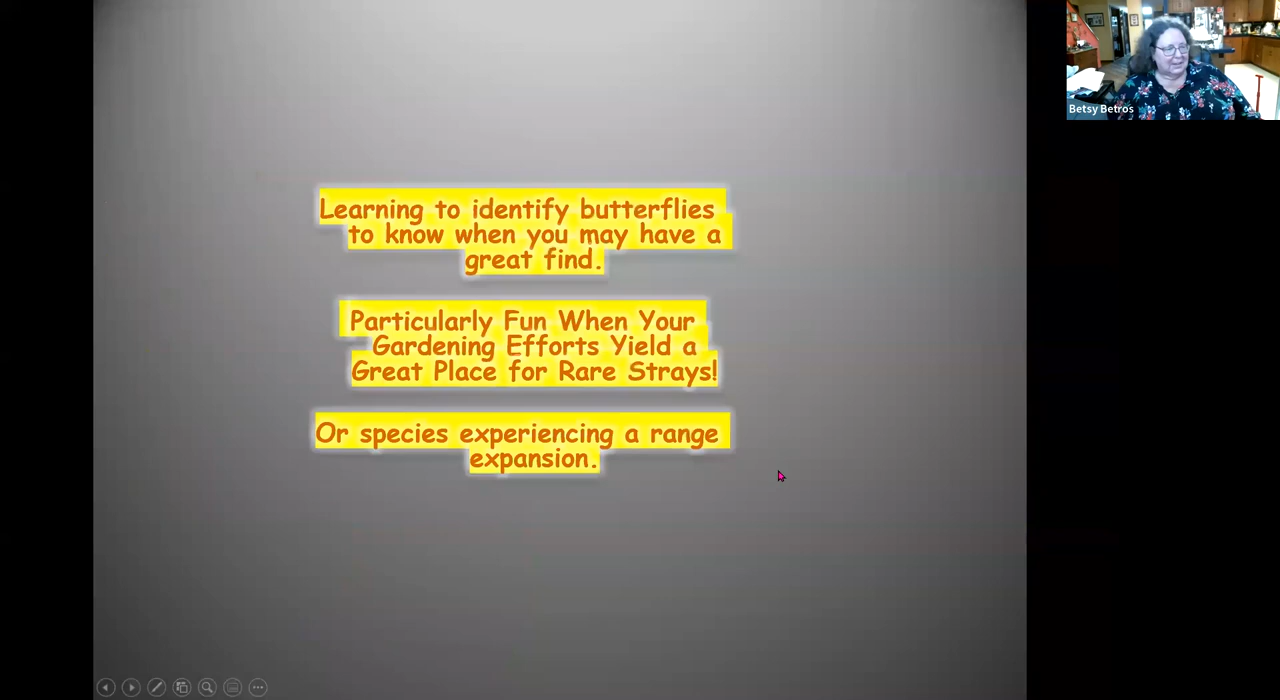 Betsy Betros
Learning to identify butterflies
to know when you may have a
great find.
Particularly Fun When Your
Gardening Efforts Yield a
Great Place for Rare Strays!
Or species experiencing a range
expansion.